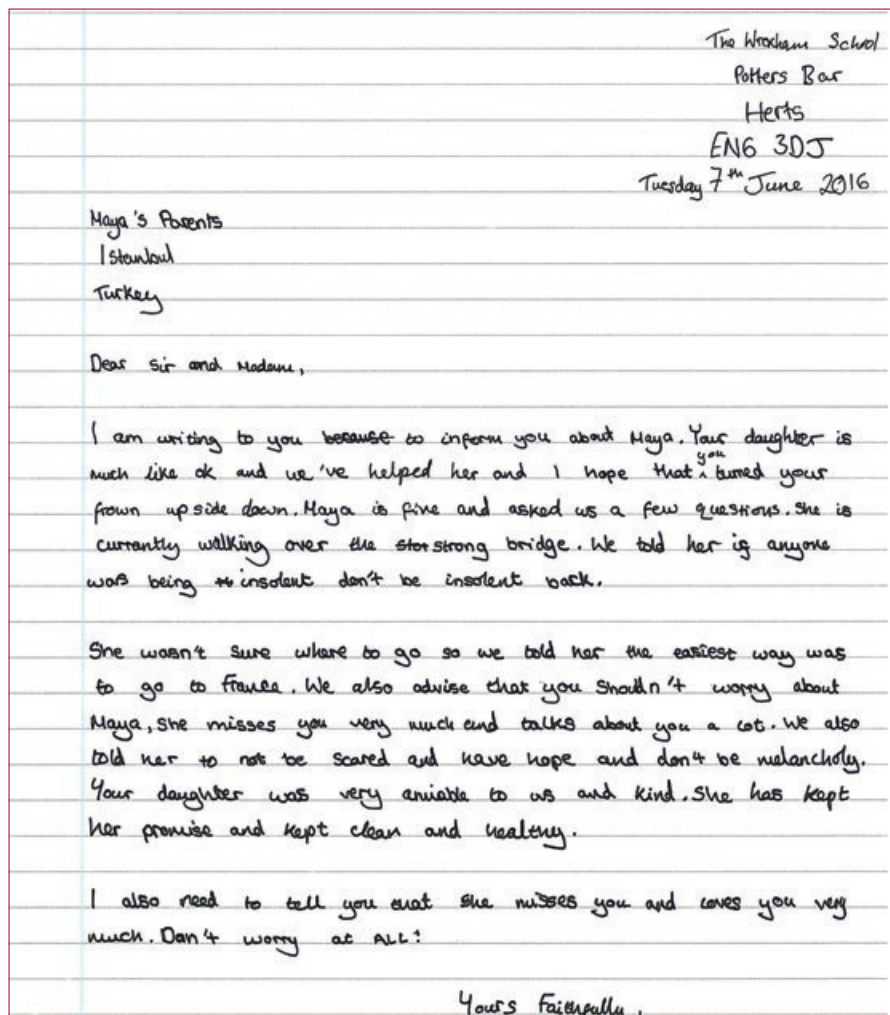 The Wroxham School
Potters Bar
Herts
EN6 3DJ
Tuesday 7th June 2016
Maya's Parents
Istanbul
Turkey
Dear Sir and Madame,
I am writing to you because to inform you about Maya. Your daughter is
much like ok and we've helped her and I hope that you turned your
frown upside down. Maya is fine and asked us a few questions. She is
currently walking over the stor strong bridge. We told her if anyone
was being insolent don't be insolent back.
She wasn't sure where to go so we told her the easiest way was
to go to France. We also advise that you shouldn't worry about
Maya, she misses you very much and talks about you a lot. We also
told her to not be scared and have hope and don't be melancholy.
Your daughter was very amiable to us and kind. She has kept
her promise and kept clean and healthy.
I also need to tell you that she misses you and loves you very
much. Don't worry at ALL!
Yours Faithfully,